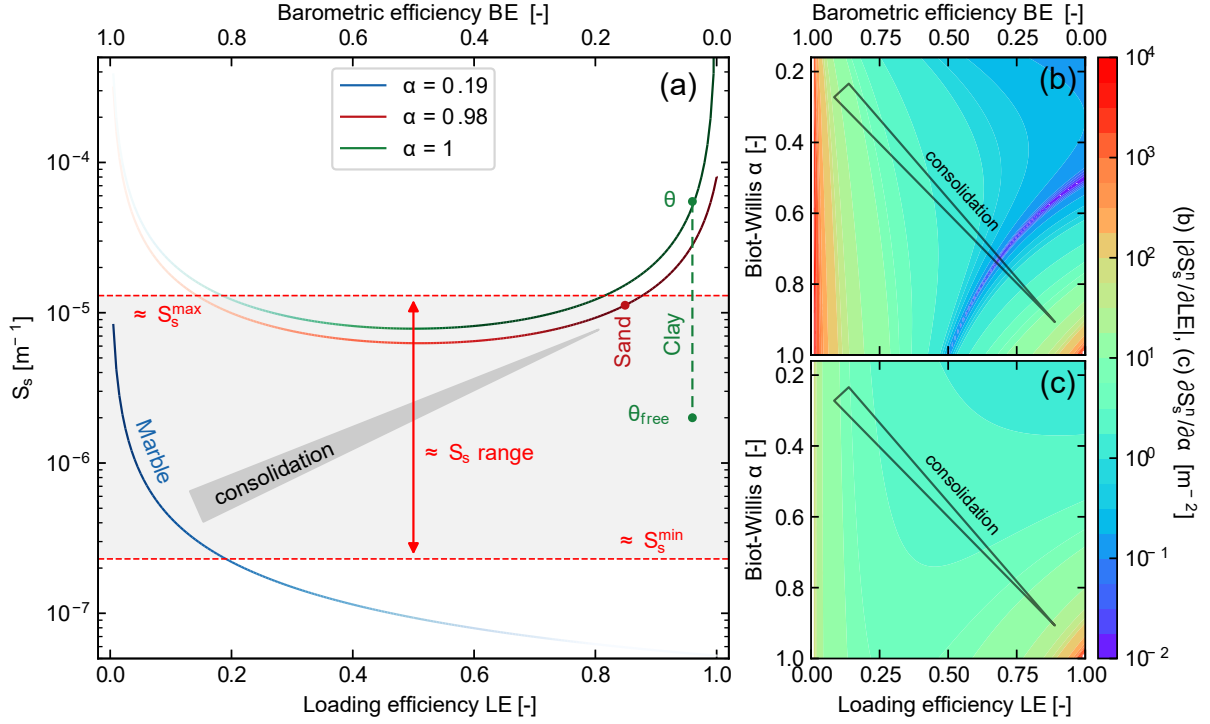 Barometric efficiency BE [-]
1.0 0.8 0.6 0.4 0.2 0.0
(a)
α = 0.19
α = 0.98
α = 1
10⁻⁴
10⁻⁵
10⁻⁶
10⁻⁷
Sₛ [m⁻¹]
≈ Sₛᵐᵃˣ
θ
Sand
Clay
θfree
Marble
consolidation
≈ Sₛ range
≈ Sₛᵐⁱⁿ
0.0 0.2 0.4 0.6 0.8 1.0
Loading efficiency LE [-]
Barometric efficiency BE [-]
1.00 0.75 0.50 0.25 0.00
(b)
0.2
0.4
0.6
0.8
1.0
Biot-Willis α [-]
consolidation
(c)
0.2
0.4
0.6
0.8
1.0
Biot-Willis α [-]
consolidation
0.00 0.25 0.50 0.75 1.00
Loading efficiency LE [-]
10⁴
10³
10²
10¹
10⁰
10⁻¹
10⁻²
(b) |∂Sₛⁿ/∂LE|, (c) ∂Sₛⁿ/∂α [m⁻²]